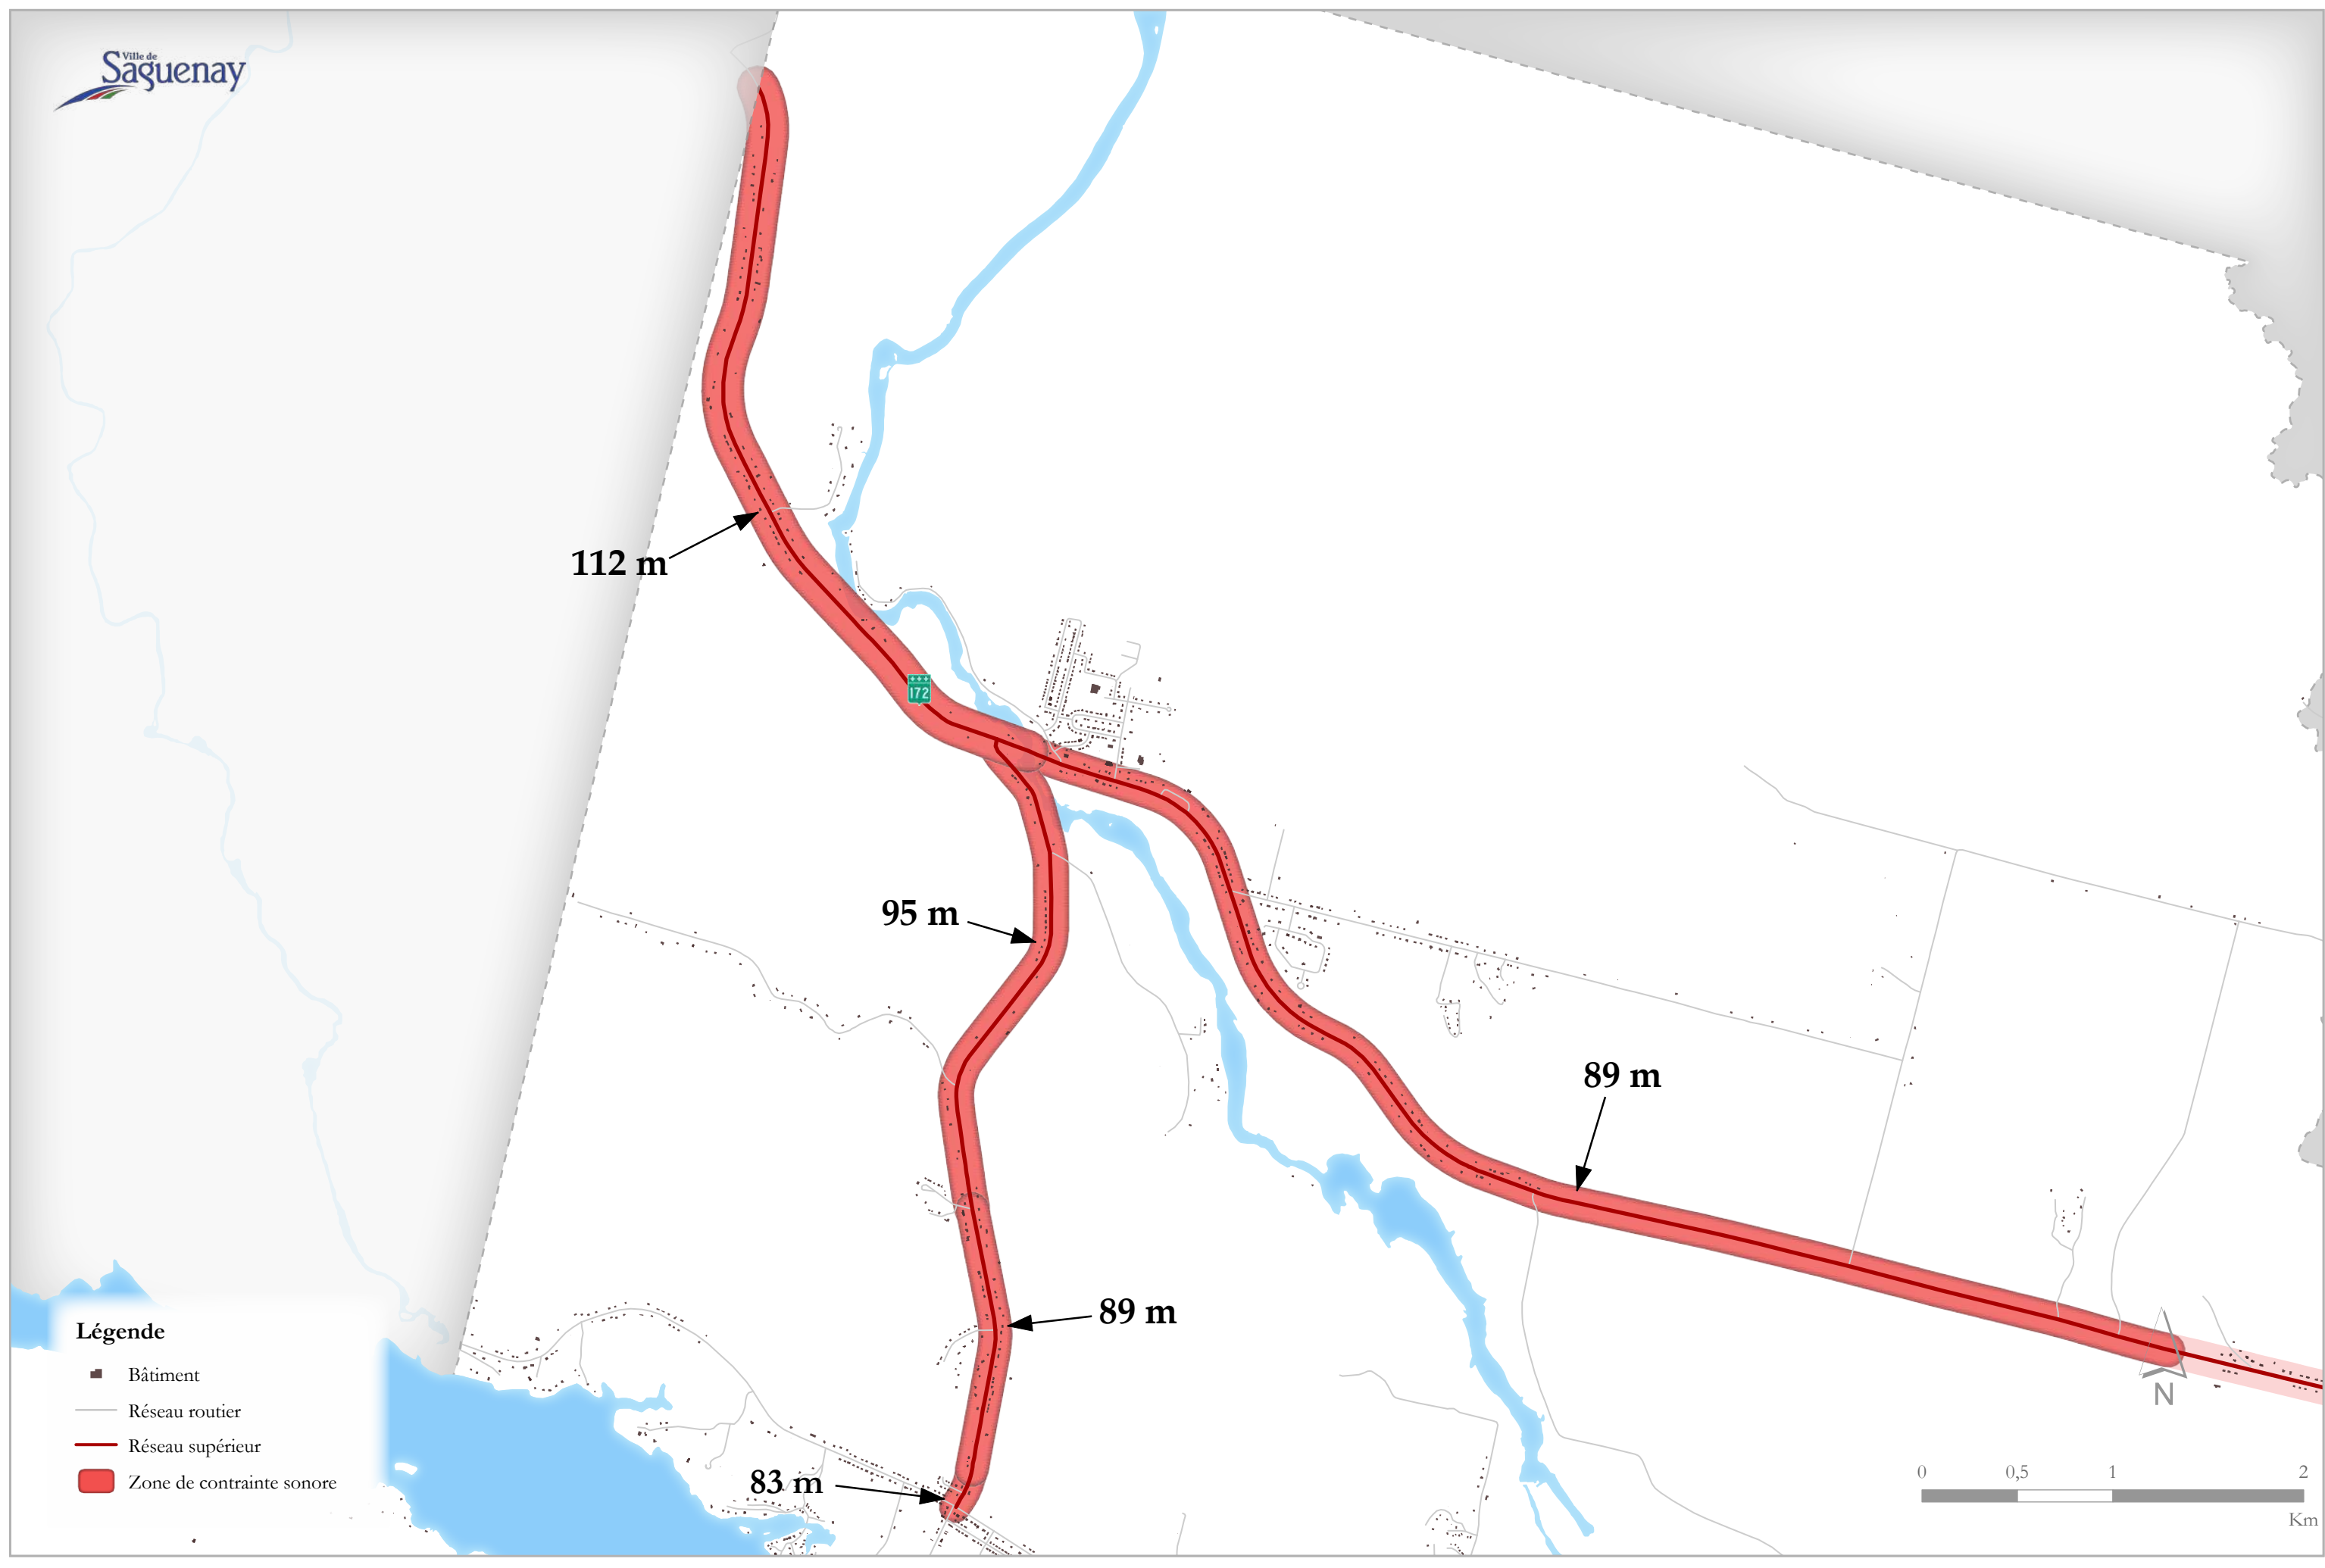 Ville de
Saguenay
112 m
172
95 m
89 m
89 m
83 m
Légende
Bâtiment
Réseau routier
Réseau supérieur
Zone de contrainte sonore
N
0 0,5 1 2
Km